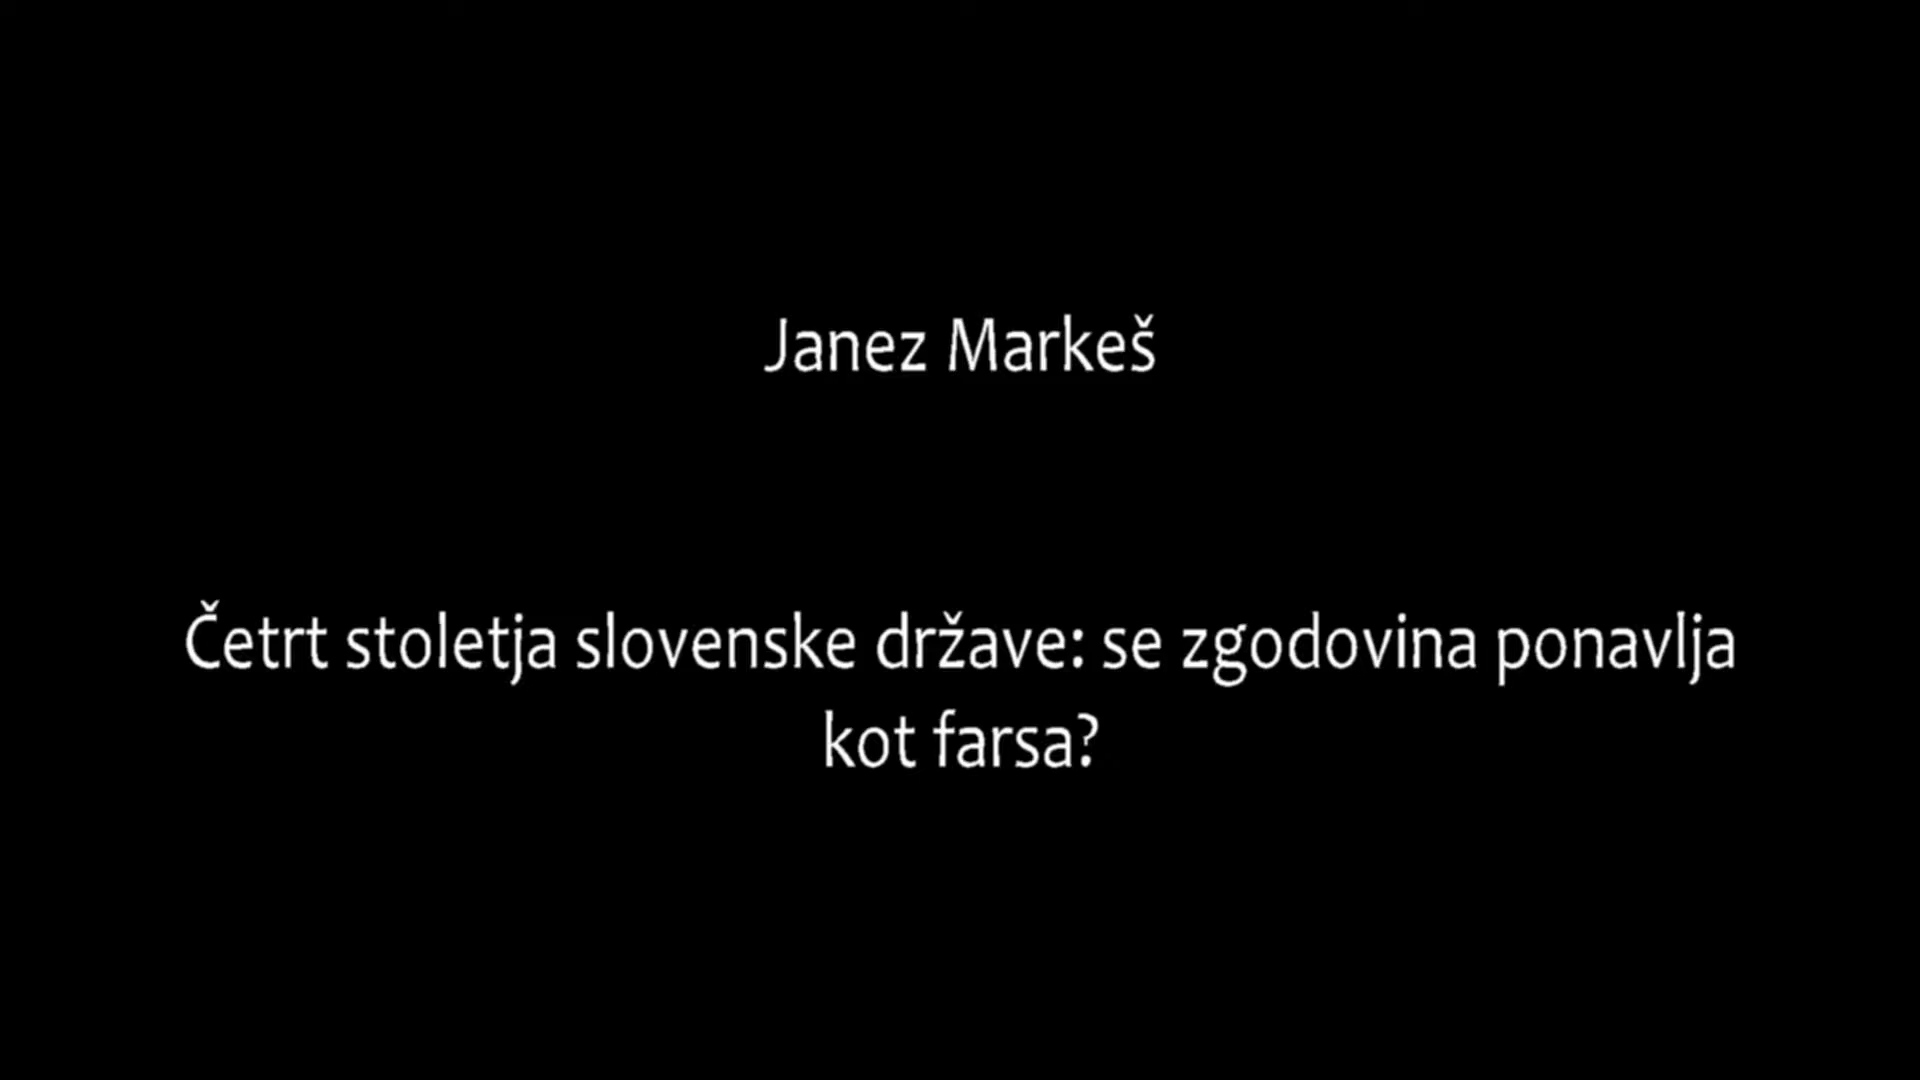 Janez Markeš
Četrt stoletja slovenske države: se zgodovina ponavlja
kot farsa?